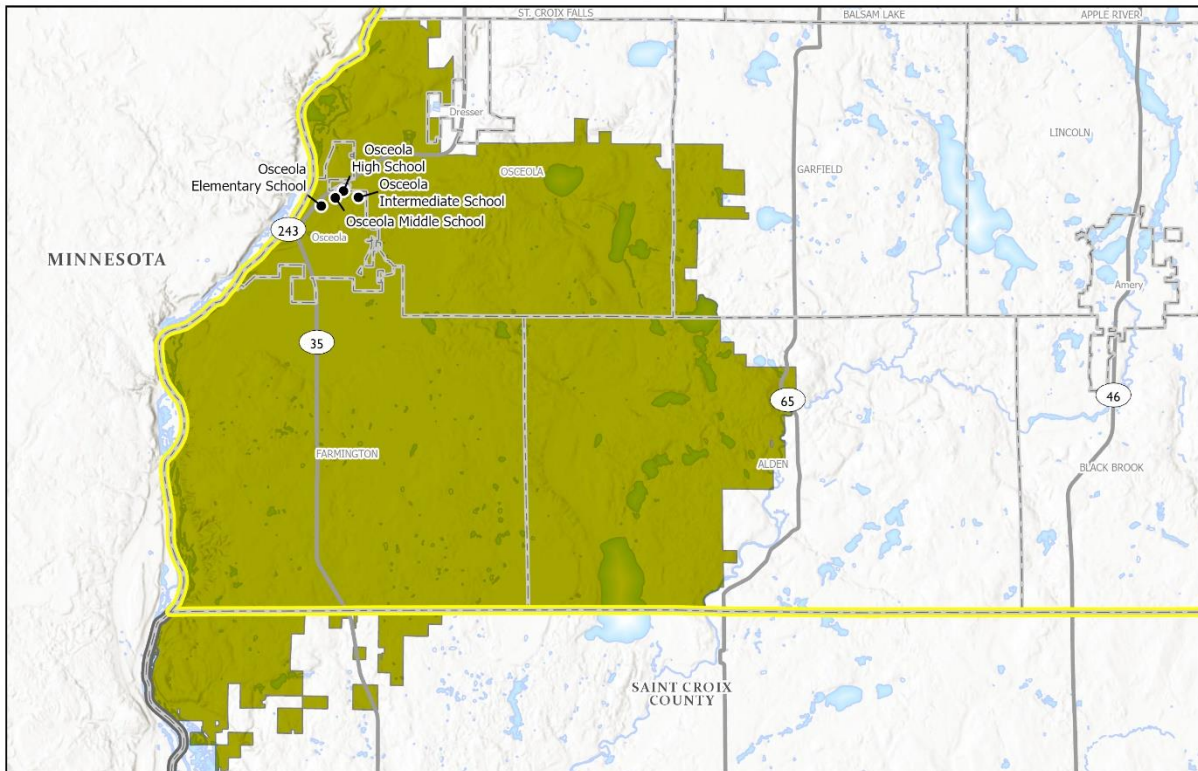 ST. CROIX FALLS
BALSAM LAKE
APPLE RIVER
Dresser
LINCOLN
Osceola
High School
Osceola
Elementary School
OSCEOLA
GARFIELD
Osceola
Intermediate School
Osceola Middle School
243
Osceola
MINNESOTA
Amery
35
65
46
FARMINGTON
ALDEN
BLACK BROOK
SAINT CROIX
COUNTY